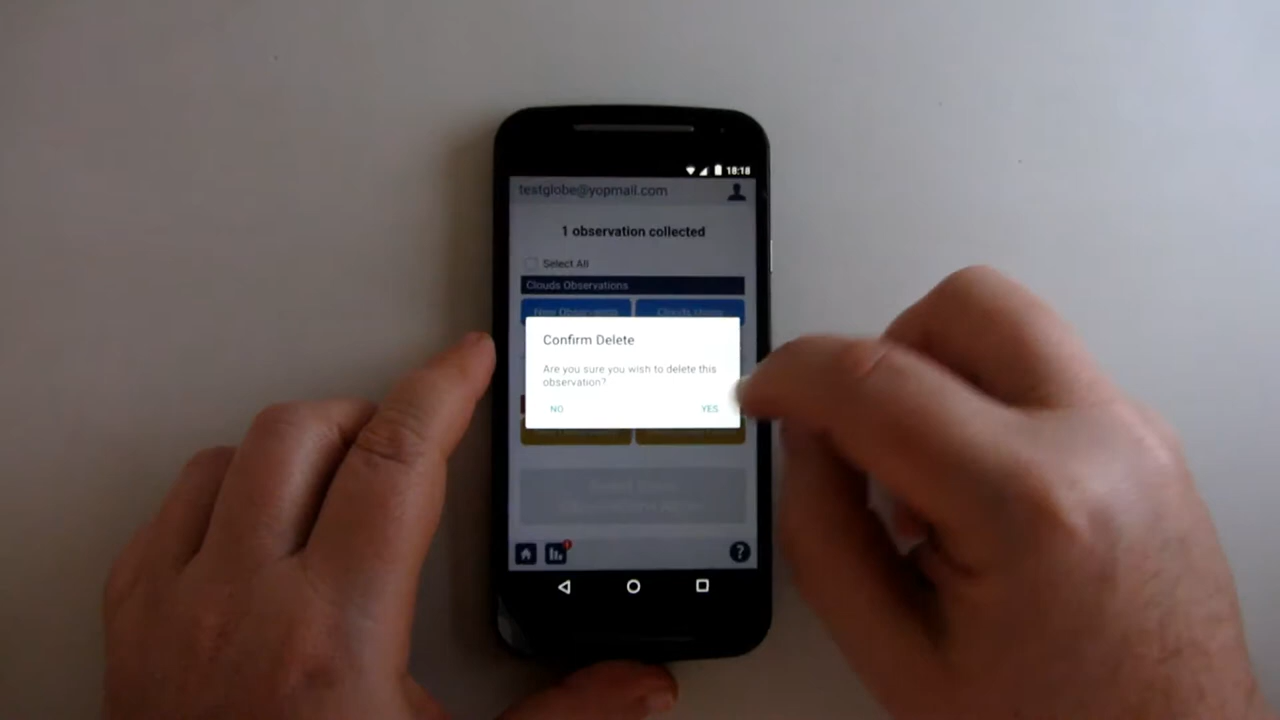 18:18
testglobe@yopmail.com
1 observation collected
Select All
Clouds Observations
Confirm Delete
Are you sure you wish to delete this
observation?
NO YES
?